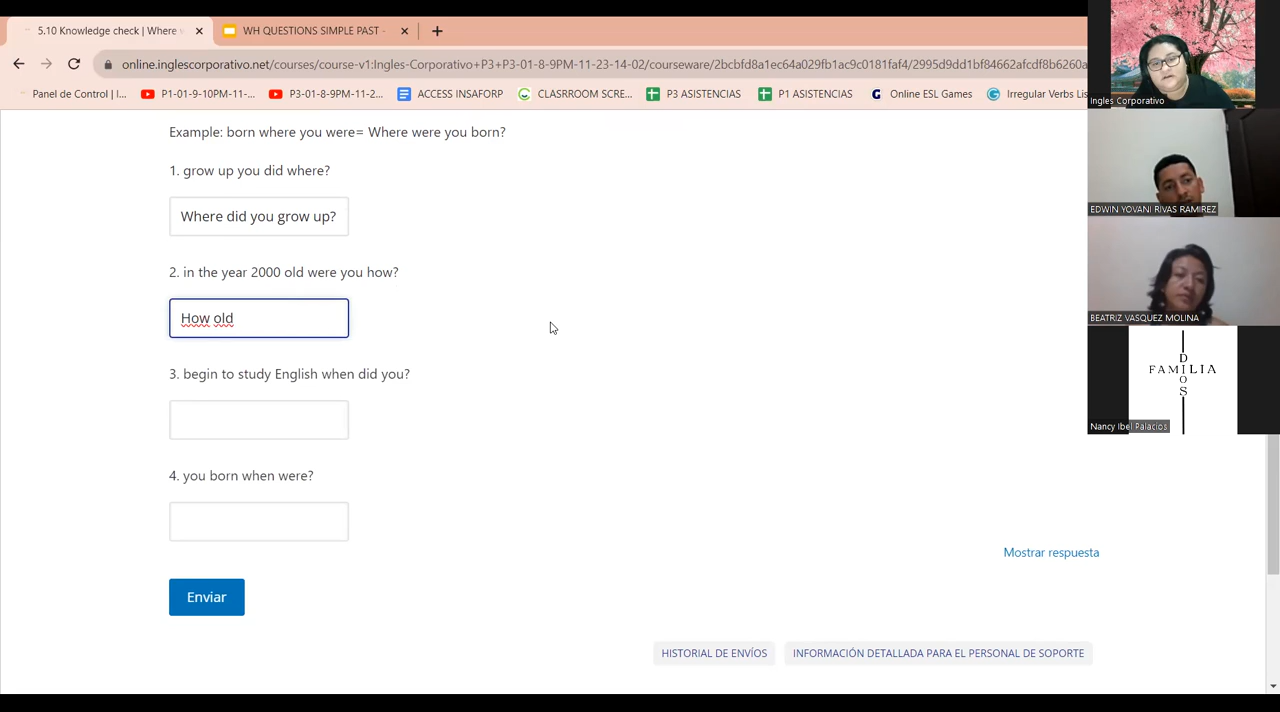 5.10 Knowledge check | Where w
WH QUESTIONS SIMPLE PAST -
online.inglescorporativo.net/courses/course-v1:Ingles-Corporativo+P3+P3-01-8-9PM-11-23-14-02/courseware/2bcbfd8a1ec64a029fb1ac9c0181faf4/2995d9dd1bf84662afcdf8b6260a
Panel de Control | I...
P1-01-9-10PM-11-...
P3-01-8-9PM-11-2...
ACCESS INSAFORP
CLASRROOM SCRE...
P3 ASISTENCIAS
P1 ASISTENCIAS
Online ESL Games
Irregular Verbs Lis
Example: born where you were= Where were you born?
1. grow up you did where?
Where did you grow up?
2. in the year 2000 old were you how?
How old
3. begin to study English when did you?
4. you born when were?
Mostrar respuesta
Enviar
HISTORIAL DE ENVÍOS
INFORMACIÓN DETALLADA PARA EL PERSONAL DE SOPORTE
Ingles Corporativo
EDWIN YOVANI RIVAS RAMIREZ
BEATRIZ VASQUEZ MOLINA
FAMILIA
DIOS
Nancy Ibel Palacios